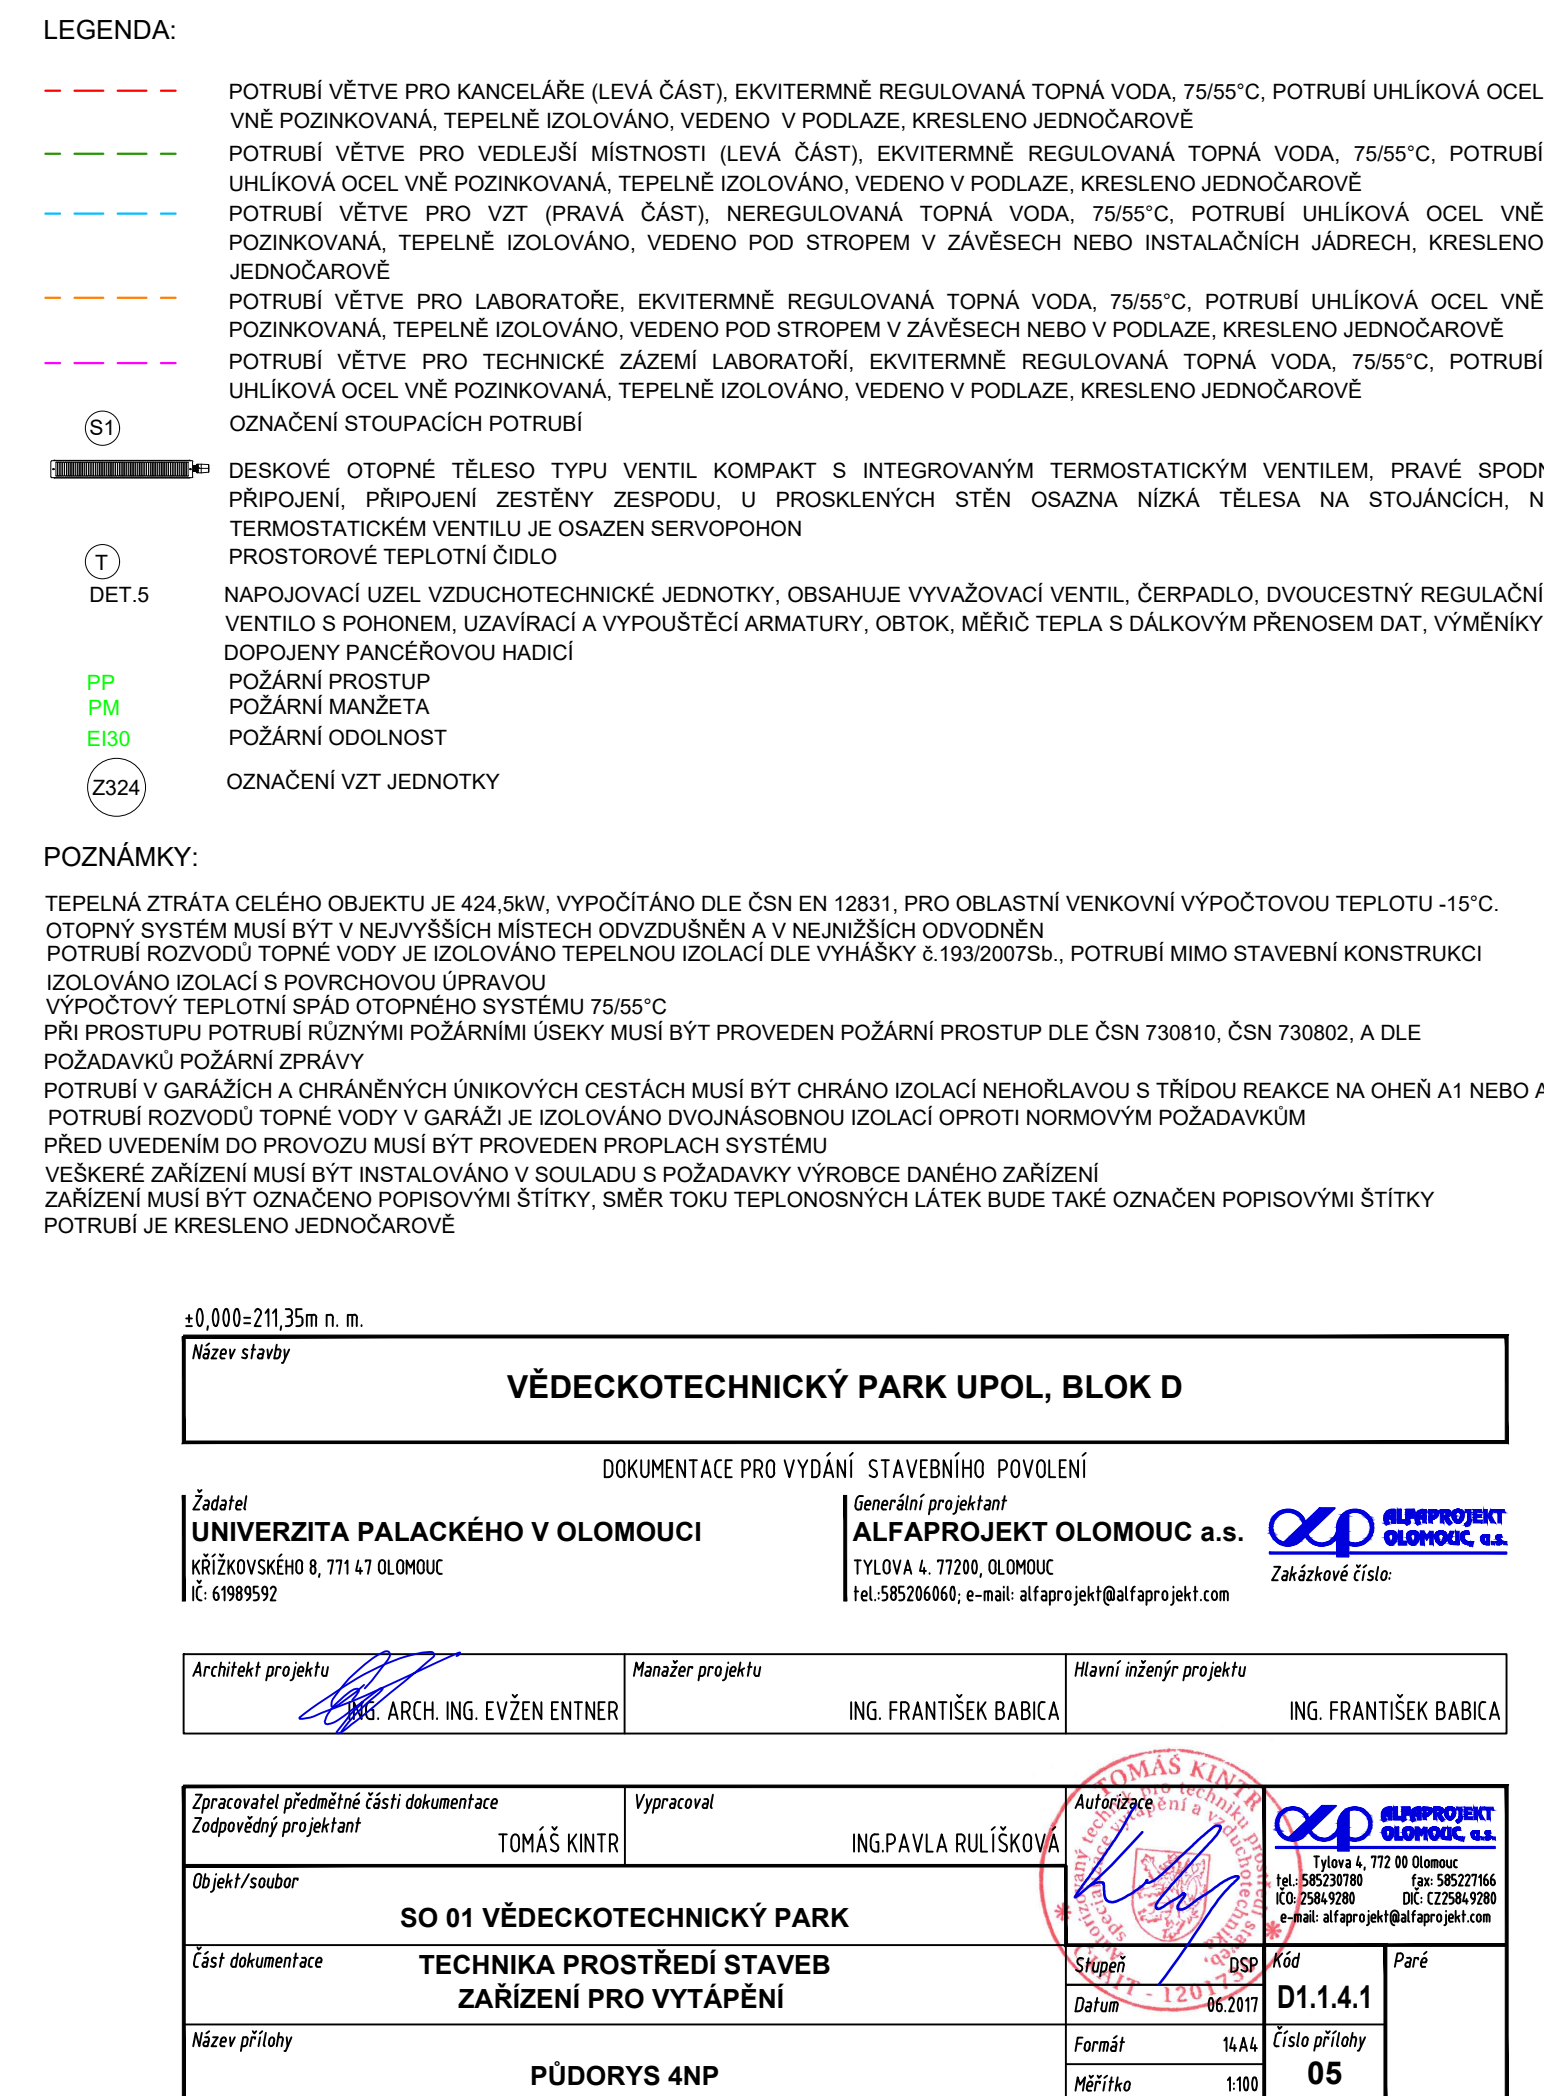 LEGENDA:
POTRUBÍ VĚTVE PRO KANCELÁŘE (LEVÁ ČÁST), EKVITERMNĚ REGULOVANÁ TOPNÁ VODA, 75/55°C, POTRUBÍ UHLÍKOVÁ OCEL
VNĚ POZINKOVANÁ, TEPELNĚ IZOLOVÁNO, VEDENO V PODLAZE, KRESLENO JEDNOČAROVĚ
POTRUBÍ VĚTVE PRO VEDLEJŠÍ MÍSTNOSTI (LEVÁ ČÁST), EKVITERMNĚ REGULOVANÁ TOPNÁ VODA, 75/55°C, POTRUBÍ
UHLÍKOVÁ OCEL VNĚ POZINKOVANÁ, TEPELNĚ IZOLOVÁNO, VEDENO V PODLAZE, KRESLENO JEDNOČAROVĚ
POTRUBÍ VĚTVE PRO VZT (PRAVÁ ČÁST), NEREGULOVANÁ TOPNÁ VODA, 75/55°C, POTRUBÍ UHLÍKOVÁ OCEL VNĚ
POZINKOVANÁ, TEPELNĚ IZOLOVÁNO, VEDENO POD STROPEM V ZÁVĚSECH NEBO INSTALAČNÍCH JÁDRECH, KRESLENO
JEDNOČAROVĚ
POTRUBÍ VĚTVE PRO LABORATOŘE, EKVITERMNĚ REGULOVANÁ TOPNÁ VODA, 75/55°C, POTRUBÍ UHLÍKOVÁ OCEL VNĚ
POZINKOVANÁ, TEPELNĚ IZOLOVÁNO, VEDENO POD STROPEM V ZÁVĚSECH NEBO V PODLAZE, KRESLENO JEDNOČAROVĚ
POTRUBÍ VĚTVE PRO TECHNICKÉ ZÁZEMÍ LABORATOŘÍ, EKVITERMNĚ REGULOVANÁ TOPNÁ VODA, 75/55°C, POTRUBÍ
UHLÍKOVÁ OCEL VNĚ POZINKOVANÁ, TEPELNĚ IZOLOVÁNO, VEDENO V PODLAZE, KRESLENO JEDNOČAROVĚ
S1 OZNAČENÍ STOUPACÍCH POTRUBÍ
DESKOVÉ OTOPNÉ TĚLESO TYPU VENTIL KOMPAKT S INTEGROVANÝM TERMOSTATICKÝM VENTILEM, PRAVÉ SPODN
PŘIPOJENÍ, PŘIPOJENÍ ZESTĚNY ZESPODU, U PROSKLENÝCH STĚN OSAZNA NÍZKÁ TĚLESA NA STOJÁNCÍCH, N
TERMOSTATICKÉM VENTILU JE OSAZEN SERVOPOHON
T PROSTOROVÉ TEPLOTNÍ ČIDLO
DET.5 NAPOJOVACÍ UZEL VZDUCHOTECHNICKÉ JEDNOTKY, OBSAHUJE VYVAŽOVACÍ VENTIL, ČERPADLO, DVOUCESTNÝ REGULAČNÍ
VENTILO S POHONEM, UZAVÍRACÍ A VYPOUŠTĚCÍ ARMATURY, OBTOK, MĚŘIČ TEPLA S DÁLKOVÝM PŘENOSEM DAT, VÝMĚNÍKY
DOPOJENY PANCÉŘOVOU HADICÍ
PP POŽÁRNÍ PROSTUP
PM POŽÁRNÍ MANŽETA
EI30 POŽÁRNÍ ODOLNOST
Z324 OZNAČENÍ VZT JEDNOTKY
POZNÁMKY:
TEPELNÁ ZTRÁTA CELÉHO OBJEKTU JE 424,5kW, VYPOČÍTÁNO DLE ČSN EN 12831, PRO OBLASTNÍ VENKOVNÍ VÝPOČTOVOU TEPLOTU -15°C.
OTOPNÝ SYSTÉM MUSÍ BÝT V NEJVYŠŠÍCH MÍSTECH ODVZDUŠNĚN A V NEJNIŽŠÍCH ODVODNĚN
POTRUBÍ ROZVODŮ TOPNÉ VODY JE IZOLOVÁNO TEPELNOU IZOLACÍ DLE VYHÁŠKY č.193/2007Sb., POTRUBÍ MIMO STAVEBNÍ KONSTRUKCI
IZOLOVÁNO IZOLACÍ S POVRCHOVOU ÚPRAVOU
VÝPOČTOVÝ TEPLOTNÍ SPÁD OTOPNÉHO SYSTÉMU 75/55°C
PŘI PROSTUPU POTRUBÍ RŮZNÝMI POŽÁRNÍMI ÚSEKY MUSÍ BÝT PROVEDEN POŽÁRNÍ PROSTUP DLE ČSN 730810, ČSN 730802, A DLE
POŽADAVKŮ POŽÁRNÍ ZPRÁVY
POTRUBÍ V GARÁŽÍCH A CHRÁNĚNÝCH ÚNIKOVÝCH CESTÁCH MUSÍ BÝT CHRÁNO IZOLACÍ NEHOŘLAVOU S TŘÍDOU REAKCE NA OHEŇ A1 NEBO A
POTRUBÍ ROZVODŮ TOPNÉ VODY V GARÁŽI JE IZOLOVÁNO DVOJNÁSOBNOU IZOLACÍ OPROTI NORMOVÝM POŽADAVKŮM
PŘED UVEDENÍM DO PROVOZU MUSÍ BÝT PROVEDEN PROPLACH SYSTÉMU
VEŠKERÉ ZAŘÍZENÍ MUSÍ BÝT INSTALOVÁNO V SOULADU S POŽADAVKY VÝROBCE DANÉHO ZAŘÍZENÍ
ZAŘÍZENÍ MUSÍ BÝT OZNAČENO POPISOVÝMI ŠTÍTKY, SMĚR TOKU TEPLONOSNÝCH LÁTEK BUDE TAKÉ OZNAČEN POPISOVÝMI ŠTÍTKY
POTRUBÍ JE KRESLENO JEDNOČAROVĚ
±0,000=211,35m n. m.
Název stavby
VĚDECKOTECHNICKÝ PARK UPOL, BLOK D
DOKUMENTACE PRO VYDÁNÍ STAVEBNÍHO POVOLENÍ
Žadatel
UNIVERZITA PALACKÉHO V OLOMOUCI
KŘÍŽKOVSKÉHO 8, 771 47 OLOMOUC
IČ: 61989592
Generální projektant
ALFAPROJEKT OLOMOUC a.s.
TYLOVA 4. 77200, OLOMOUC
tel.:585206060; e-mail: alfaprojekt@alfaprojekt.com
ALFAPROJEKT
OLOMOUC, a.s.
Zakázkové číslo:
Architekt projektu
ING. ARCH. ING. EVŽEN ENTNER
Manažer projektu
ING. FRANTIŠEK BABICA
Hlavní inženýr projektu
ING. FRANTIŠEK BABICA
Zpracovatel předmětné části dokumentace
Zodpovědný projektant
TOMÁŠ KINTR
Vypracoval
ING.PAVLA RULÍŠKOVÁ
Autorizace
TOMÁŠ KINTR
Autorizovaný technik pro techniku prostředí staveb,
specializace vytápění a vzduchotechnika
ALFAPROJEKT
OLOMOUC, a.s.
Tylova 4, 772 00 Olomouc
tel.: 585230780 fax: 585227166
IČO: 25849280 DIČ: CZ25849280
e-mail: alfaprojekt@alfaprojekt.com
Objekt/soubor
SO 01 VĚDECKOTECHNICKÝ PARK
Část dokumentace
TECHNIKA PROSTŘEDÍ STAVEB
ZAŘÍZENÍ PRO VYTÁPĚNÍ
Stupeň DSP
Datum 06.2017
Kód
D1.1.4.1
Paré
Název přílohy
PŮDORYS 4NP
Formát 14A4
Měřítko 1:100
Číslo přílohy
05